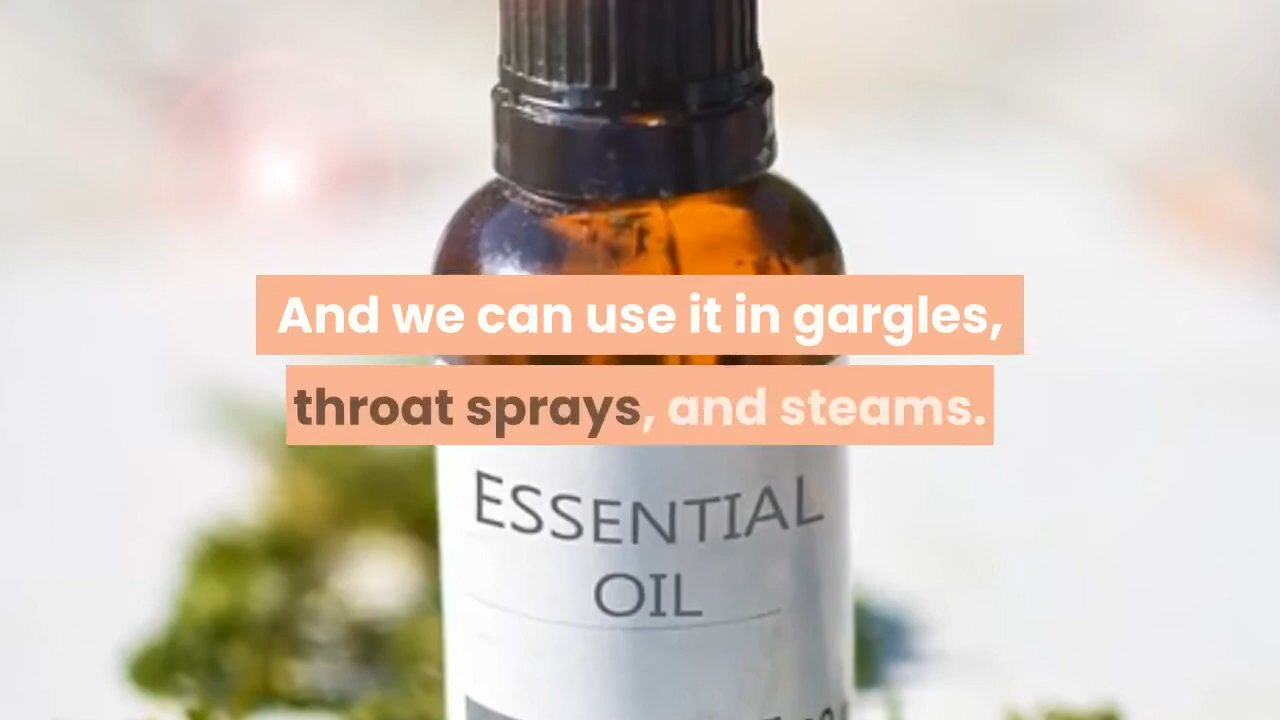 And we can use it in gargles,
throat sprays, and steams.
ESSENTIAL
OIL